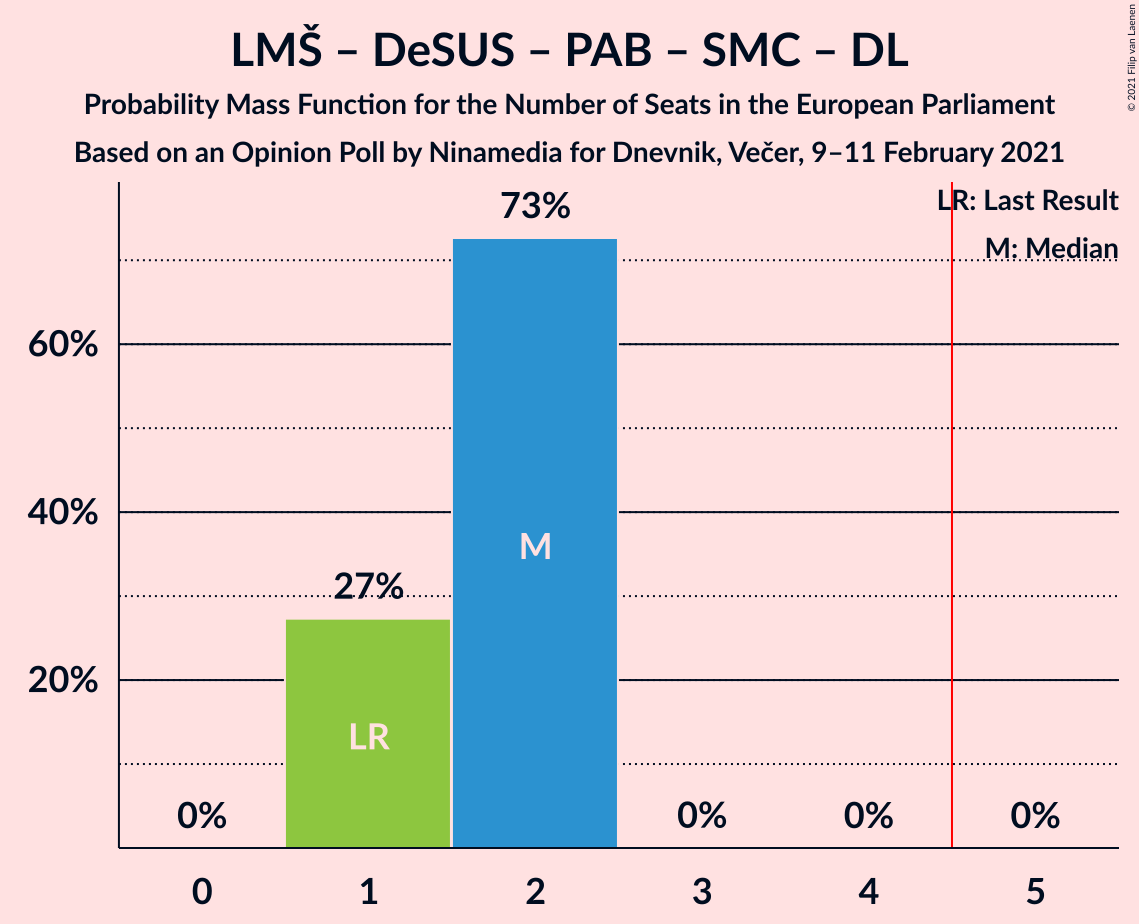 LMŠ – DeSUS – PAB – SMC – DL
Probability Mass Function for the Number of Seats in the European Parliament
Based on an Opinion Poll by Ninamedia for Dnevnik, Večer, 9–11 February 2021
© 2021 Filip van Laenen
LR: Last Result
M: Median
73%
60%
40%
20%
27%
M
LR
0%
0%
0%
0%
0 1 2 3 4 5